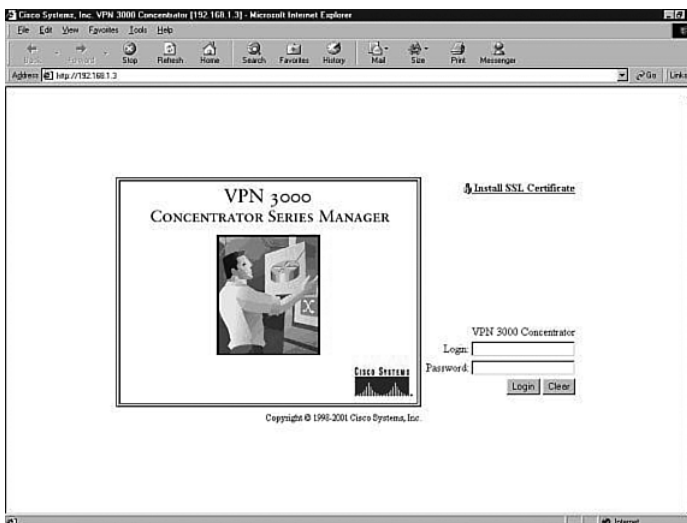 Cisco Systems, Inc. VPN 3000 Concentrator [192.168.1.3] - Microsoft Internet Explorer
File Edit View Favorites Tools Help
Back Forward Stop Refresh Home Search Favorites History Mail Size Print Messenger
Address http://192.168.1.3 Go Links
Install SSL Certificate
VPN 3000
CONCENTRATOR SERIES MANAGER
VPN 3000 Concentrator
Login:
Password:
Login Clear
CISCO SYSTEMS
Copyright © 1998-2001 Cisco Systems, Inc.
Internet